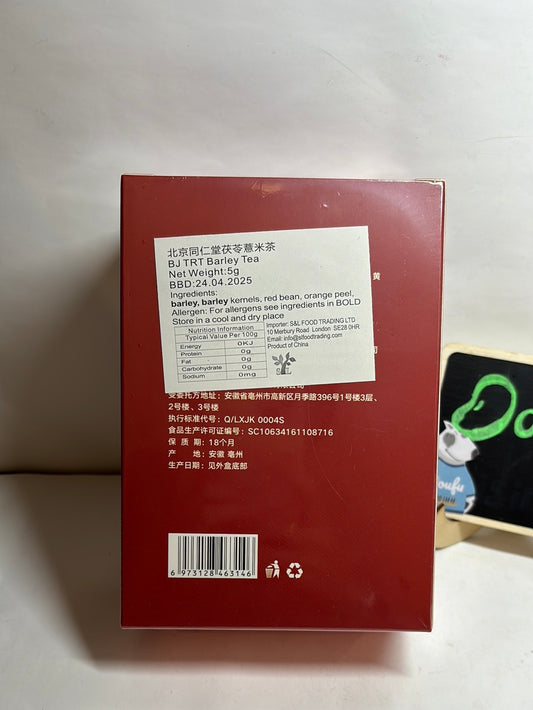 黄
北京同仁堂茯苓薏米茶
BJ TRT Barley Tea
Net Weight:5g
BBD:24.04.2025
Ingredients:
barley, barley kernels, red bean, orange peel,
Allergen: For allergens see ingredients in BOLD
Store in a cool and dry place
Nutrition Information
Typical Value Per 100g
Energy 0KJ
Protein 0g
Fat 0g
Carbohydrate 0g
Sodium 0mg
Importer: S&L FOOD TRADING LTD
10 Merbury Road London SE28 0HR
Email: info@slfoodtrading.com
Product of China
受委托方地址:安徽省亳州市高新区月季路396号1号楼3层、
2号楼、3号楼
执行标准代号:Q/LXJK 0004S
食品生产许可证编号:SC10634161108716
保 质 期:18个月
产 地:安徽 亳州
生产日期:见外盒底部
6 973128 463146